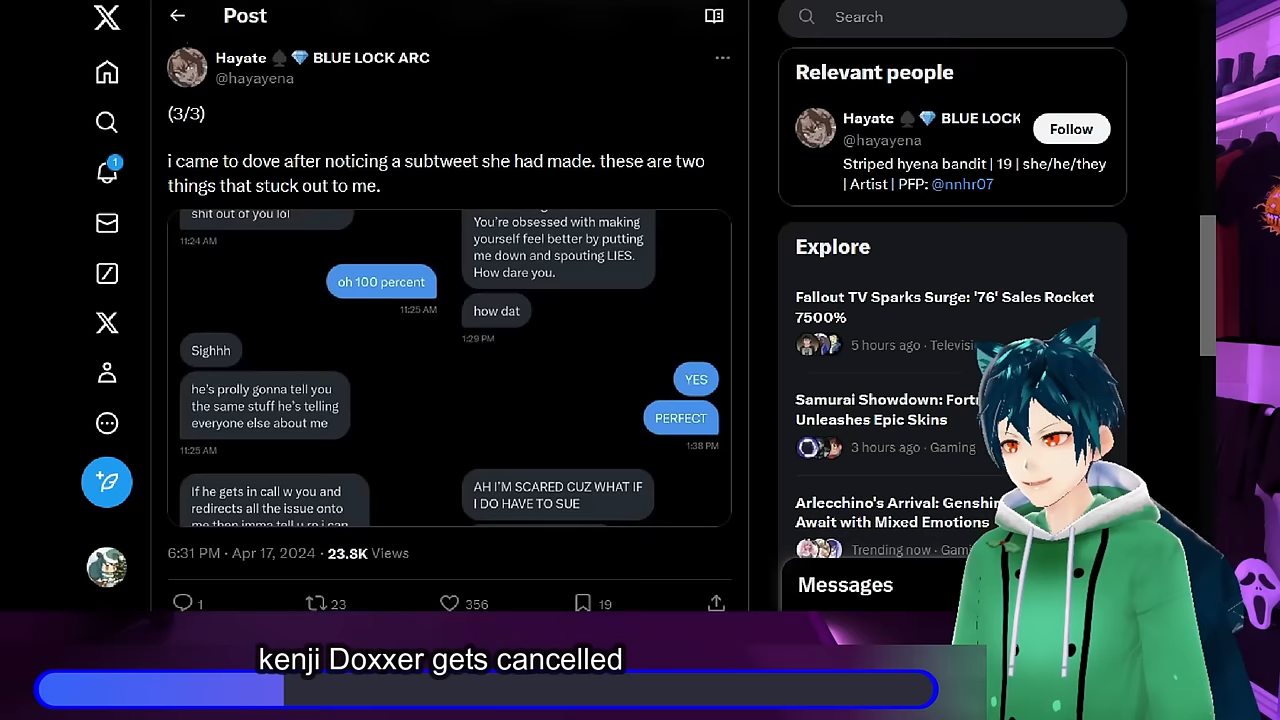 Post
Hayate ♠️ 💎 BLUE LOCK ARC
@hayayena
(3/3)
i came to dove after noticing a subtweet she had made. these are two
things that stuck out to me.
shit out of you lol
11:24 AM
oh 100 percent
11:25 AM
Sighhh
he's prolly gonna tell you
the same stuff he's telling
everyone else about me
11:25 AM
If he gets in call w you and
redirects all the issue onto
me then imma tell u rn i can
You're obsessed with making
yourself feel better by putting
me down and spouting LIES.
How dare you.
how dat
1:29 PM
YES
PERFECT
1:38 PM
AH I'M SCARED CUZ WHAT IF
I DO HAVE TO SUE
6:31 PM · Apr 17, 2024 · 23.8K Views
1
23
356
19
1
Search
Relevant people
Hayate ♠️ 💎 BLUE LOCK
@hayayena
Follow
Striped hyena bandit | 19 | she/he/they
| Artist | PFP: @nnhr07
Explore
Fallout TV Sparks Surge: '76' Sales Rocket
7500%
5 hours ago · Televisi
Samurai Showdown: Fort
Unleashes Epic Skins
3 hours ago · Gaming
Arlecchino's Arrival: Genshin
Await with Mixed Emotions
Trending now · Gam
Messages
kenji Doxxer gets cancelled